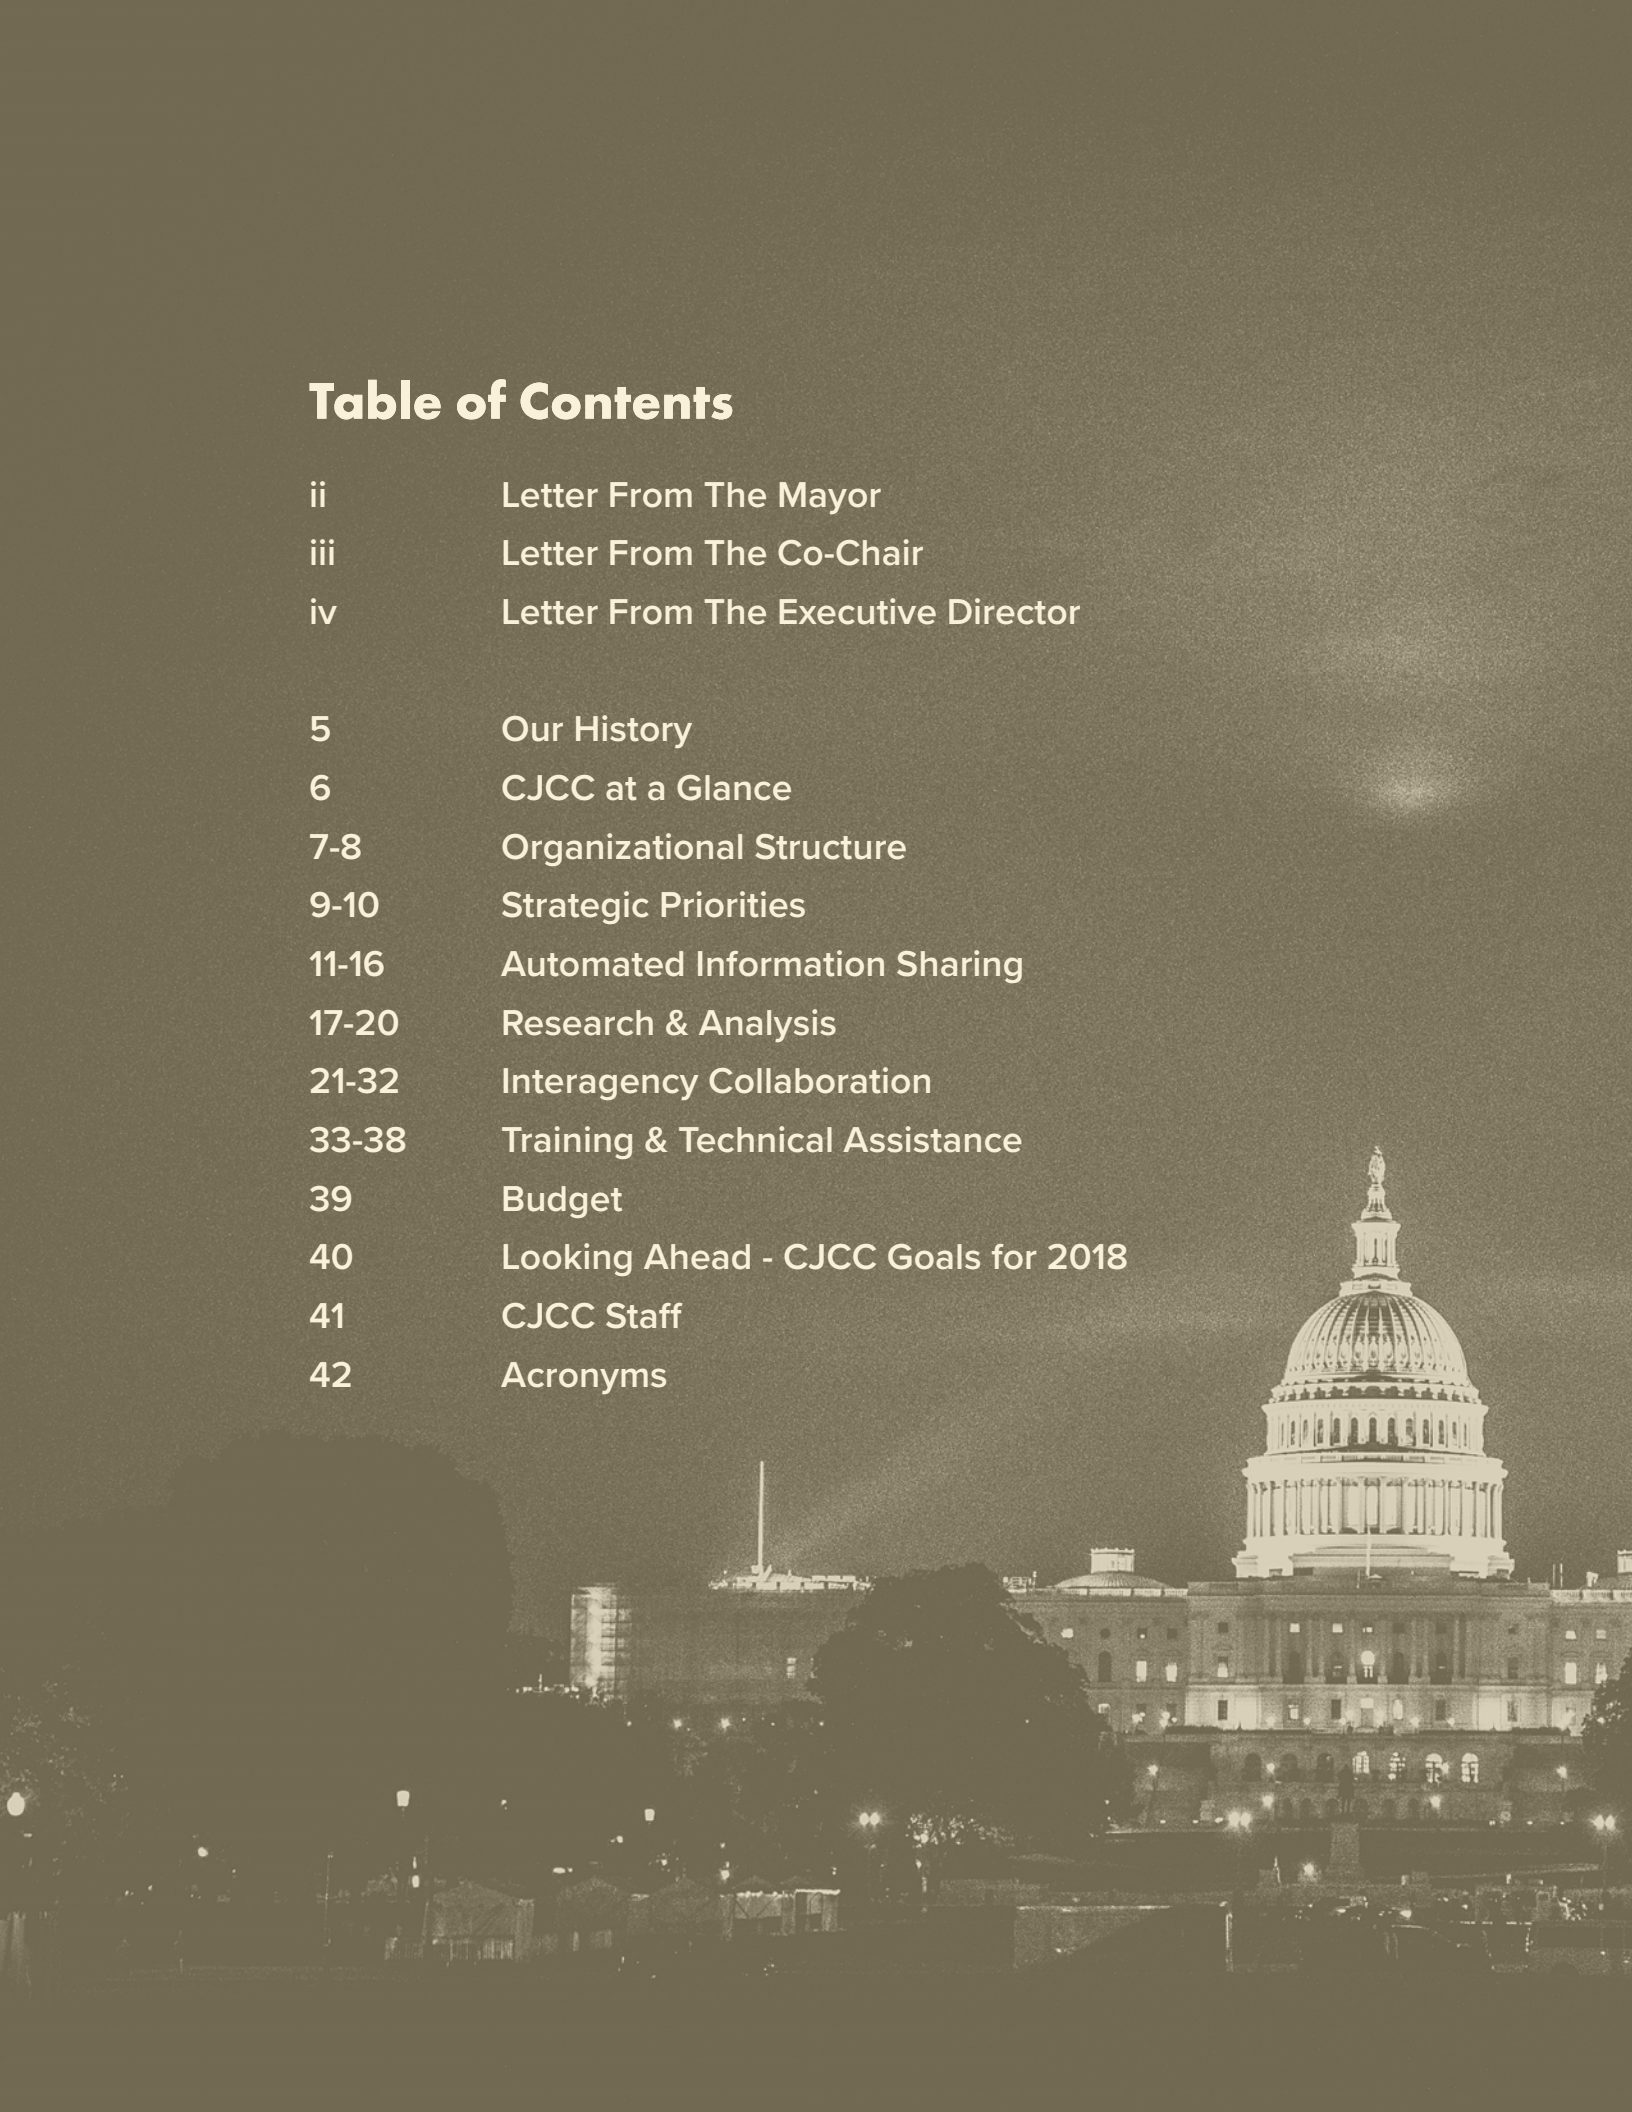 Table of Contents
ii Letter From The Mayor
iii Letter From The Co-Chair
iv Letter From The Executive Director
5 Our History
6 CJCC at a Glance
7-8 Organizational Structure
9-10 Strategic Priorities
11-16 Automated Information Sharing
17-20 Research & Analysis
21-32 Interagency Collaboration
33-38 Training & Technical Assistance
39 Budget
40 Looking Ahead - CJCC Goals for 2018
41 CJCC Staff
42 Acronyms